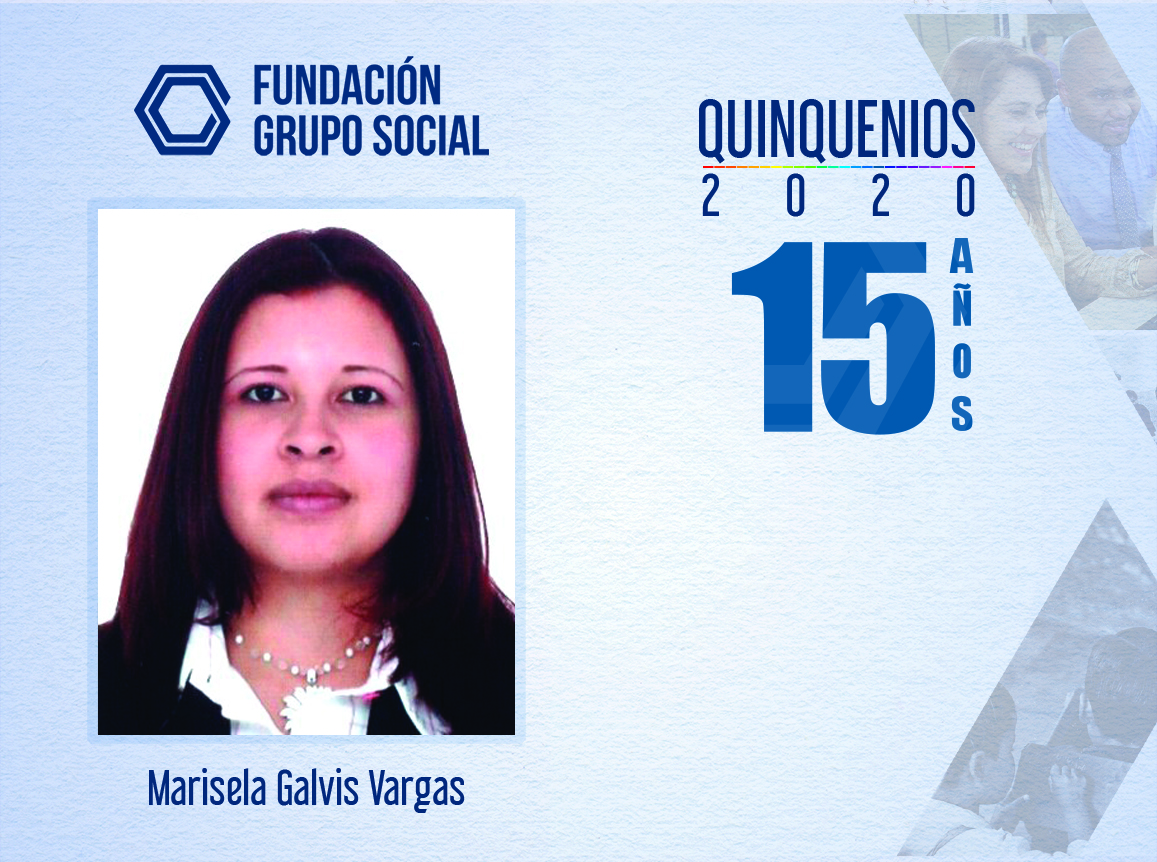 FUNDACIÓN
GRUPO SOCIAL
Marisela Galvis Vargas
QUINQUENIOS
2020
15
AÑOS